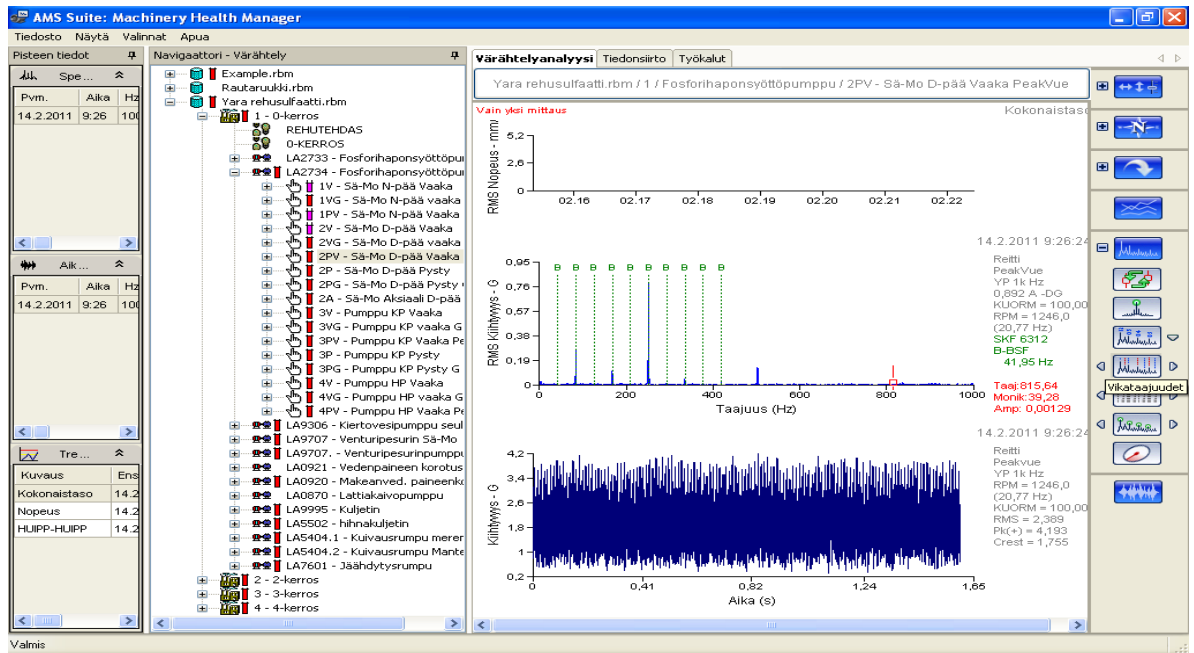 AMS Suite: Machinery Health Manager
Tiedosto Näytä Valinnat Apua
Pisteen tiedot
Spe ...
Pvm. Aika Hz
14.2.2011 9:26 100
Aik ...
Pvm. Aika Hz
14.2.2011 9:26 100
Tre ...
Kuvaus Ens
Kokonaistaso 14.2
Nopeus 14.2
HUIPP-HUIPP 14.2
Navigaattori - Värähtely
Example.rbm
Rautaruukki.rbm
Yara rehusulfaatti.rbm
1 - 0-kerros
REHUTEHDAS
0-KERROS
LA2733 - Fosforihaponsyöttöpu
LA2734 - Fosforihaponsyöttöpu
1V - Sä-Mo N-pää Vaaka
1VG - Sä-Mo N-pää vaaka
1PV - Sä-Mo N-pää Vaaka
2V - Sä-Mo D-pää Vaaka
2VG - Sä-Mo D-pää vaaka
2PV - Sä-Mo D-pää Vaaka
2P - Sä-Mo D-pää Pysty
2PG - Sä-Mo D-pää Pysty
2A - Sä-Mo Aksiaali D-pää
3V - Pumppu KP Vaaka
3VG - Pumppu KP vaaka G
3PV - Pumppu KP Vaaka Pe
3P - Pumppu KP Pysty
3PG - Pumppu KP Pysty G
4V - Pumppu HP Vaaka
4VG - Pumppu HP vaaka G
4PV - Pumppu HP Vaaka Pe
LA9306 - Kiertovesipumppu seul
LA9707 - Venturipesurin Sä-Mo
LA9707. - Venturipesurinpumppu
LA0921 - Vedenpaineen korotus
LA0920 - Makeanved. paineenko
LA0870 - Lattiakaivopumppu
LA9995 - Kuljetin
LA5502 - hihnakuljetin
LA5404.1 - Kuivausrumpu merer
LA5404.2 - Kuivausrumpu Mante
LA7601 - Jäähdytysrumpu
2 - 2-kerros
3 - 3-kerros
4 - 4-kerros
Värähtelyanalyysi Tiedonsiirto Työkalut
Yara rehusulfaatti.rbm / 1 / Fosforihaponsyöttöpumppu / 2PV - Sä-Mo D-pää Vaaka PeakVue
Vain yksi mittaus
Kokonaistaso
RMS Nopeus - mm/
5,2
2,6
0
02.16 02.17 02.18 02.19 02.20 02.21 02.22
14.2.2011 9:26:24
RMS Kiihtyvyys - G
0,95
0,76
0,57
0,38
0,19
0
B B B B B B B B B B
0 200 400 600 800 1000
Taajuus (Hz)
Reitti
PeakVue
YP 1k Hz
0,892 A -DG
KUORM = 100,00
RPM = 1246,0
(20,77 Hz)
SKF 6312
B-BSF
41,95 Hz
Taaj:815,64
Monik:39,28
Amp: 0,00129
14.2.2011 9:26:24
Kiihtyvyys - G
4,2
3,4
2,6
1,8
1
0,2
0 0,41 0,82 1,24 1,65
Aika (s)
Reitti
Peakvue
YP 1k Hz
RPM = 1246,0
(20,77 Hz)
KUORM = 100,00
RMS = 2,389
Pk(+) = 4,193
Crest = 1,755
N
Vikataajuudet
Valmis